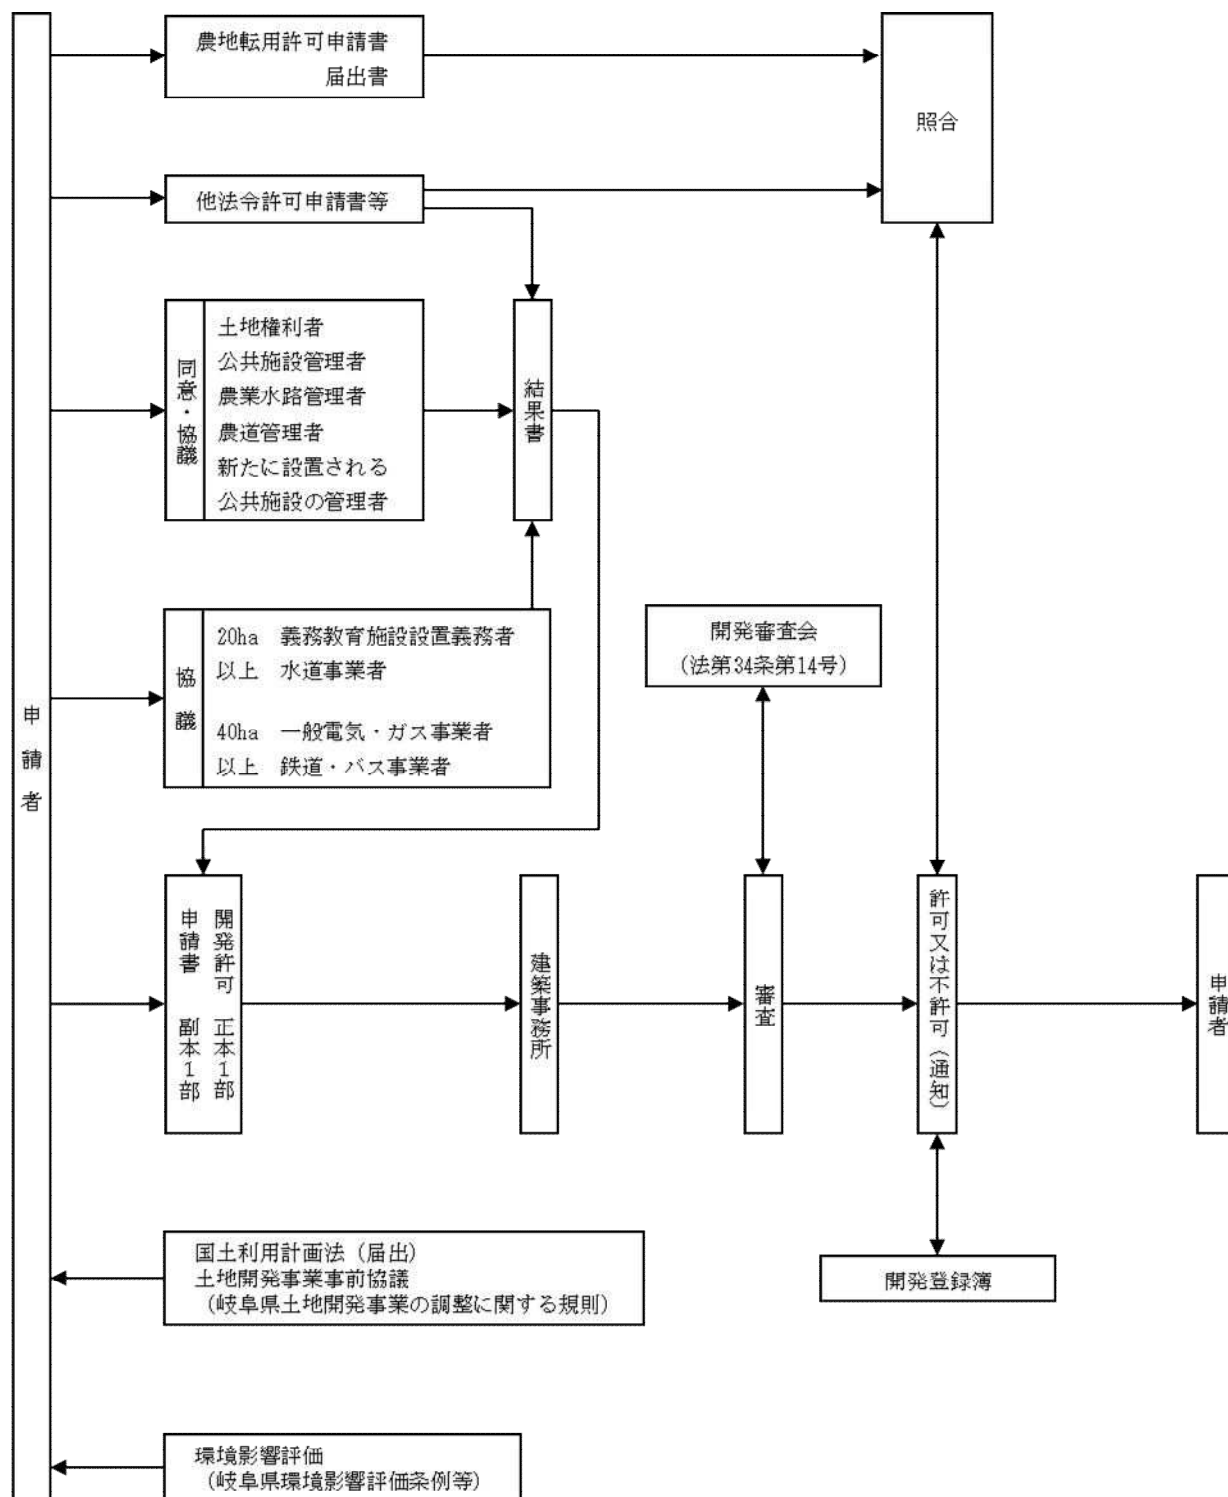 農地転用許可申請書
届出書
照合
他法令許可申請書等
同意・協議
土地権利者
公共施設管理者
農業水路管理者
農道管理者
新たに設置される
公共施設の管理者
結果書
協議
20ha 義務教育施設設置義務者
以上 水道事業者
40ha 一般電気・ガス事業者
以上 鉄道・バス事業者
開発審査会
(法第34条第14号)
申請者
開発許可 正本1部
申請書 副本1部
建築事務所
審査
許可又は不許可(通知)
申請者
国土利用計画法(届出)
土地開発事業事前協議
(岐阜県土地開発事業の調整に関する規則)
開発登録簿
環境影響評価
(岐阜県環境影響評価条例等)